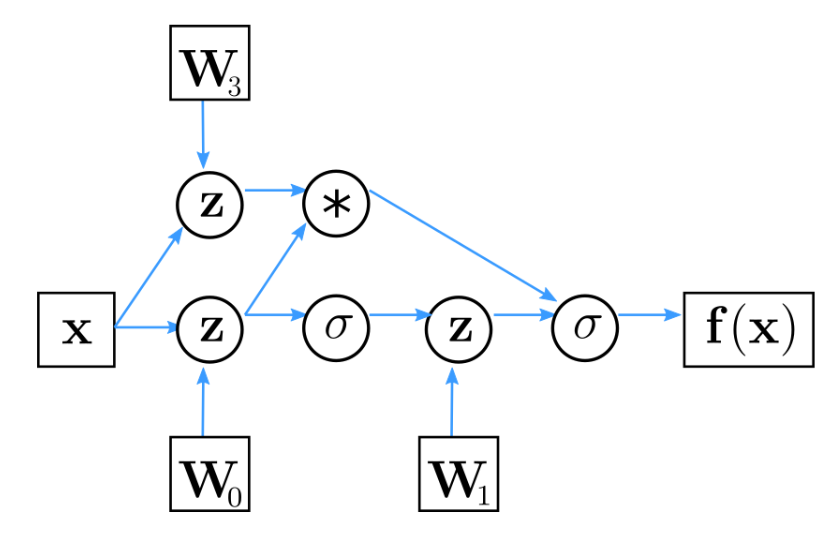 W₃
z *
x z σ z σ f(x)
W₀ W₁